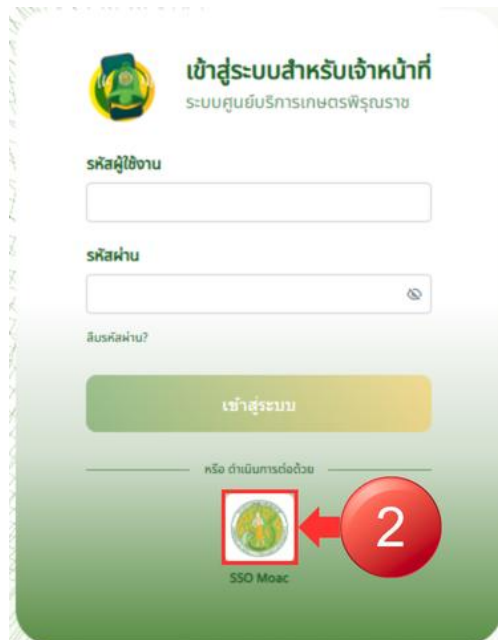 เข้าสู่ระบบสำหรับเจ้าหน้าที่
ระบบศูนย์บริการเกษตรพิรุณราช
รหัสผู้ใช้งาน
รหัสผ่าน
ลืมรหัสผ่าน?
เข้าสู่ระบบ
หรือ ดำเนินการต่อด้วย
2
SSO Moac